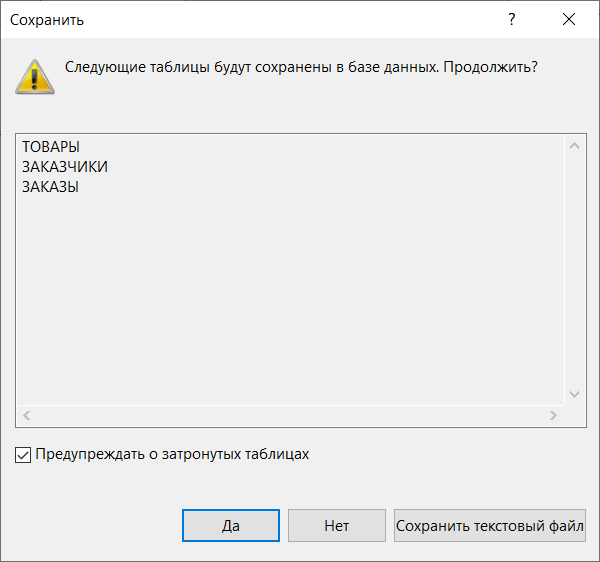 Сохранить
?
Следующие таблицы будут сохранены в базе данных. Продолжить?
ТОВАРЫ
ЗАКАЗЧИКИ
ЗАКАЗЫ
Предупреждать о затронутых таблицах
Да
Нет
Сохранить текстовый файл